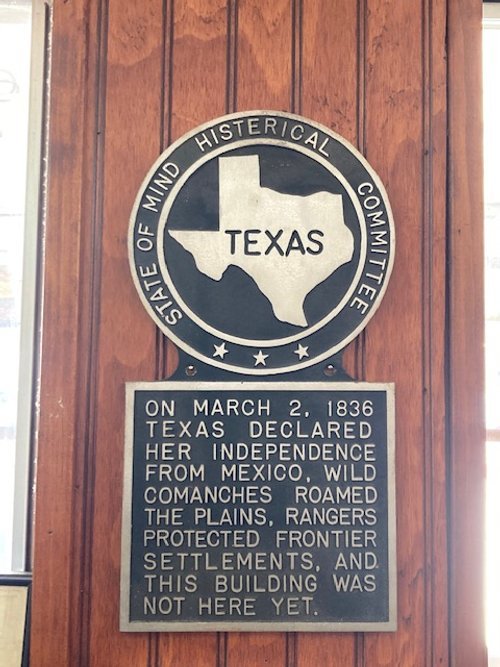 STATE OF MIND HISTERICAL COMMITTEE
TEXAS
ON MARCH 2, 1836
TEXAS DECLARED
HER INDEPENDENCE
FROM MEXICO, WILD
COMANCHES ROAMED
THE PLAINS, RANGERS
PROTECTED FRONTIER
SETTLEMENTS, AND
THIS BUILDING WAS
NOT HERE YET.